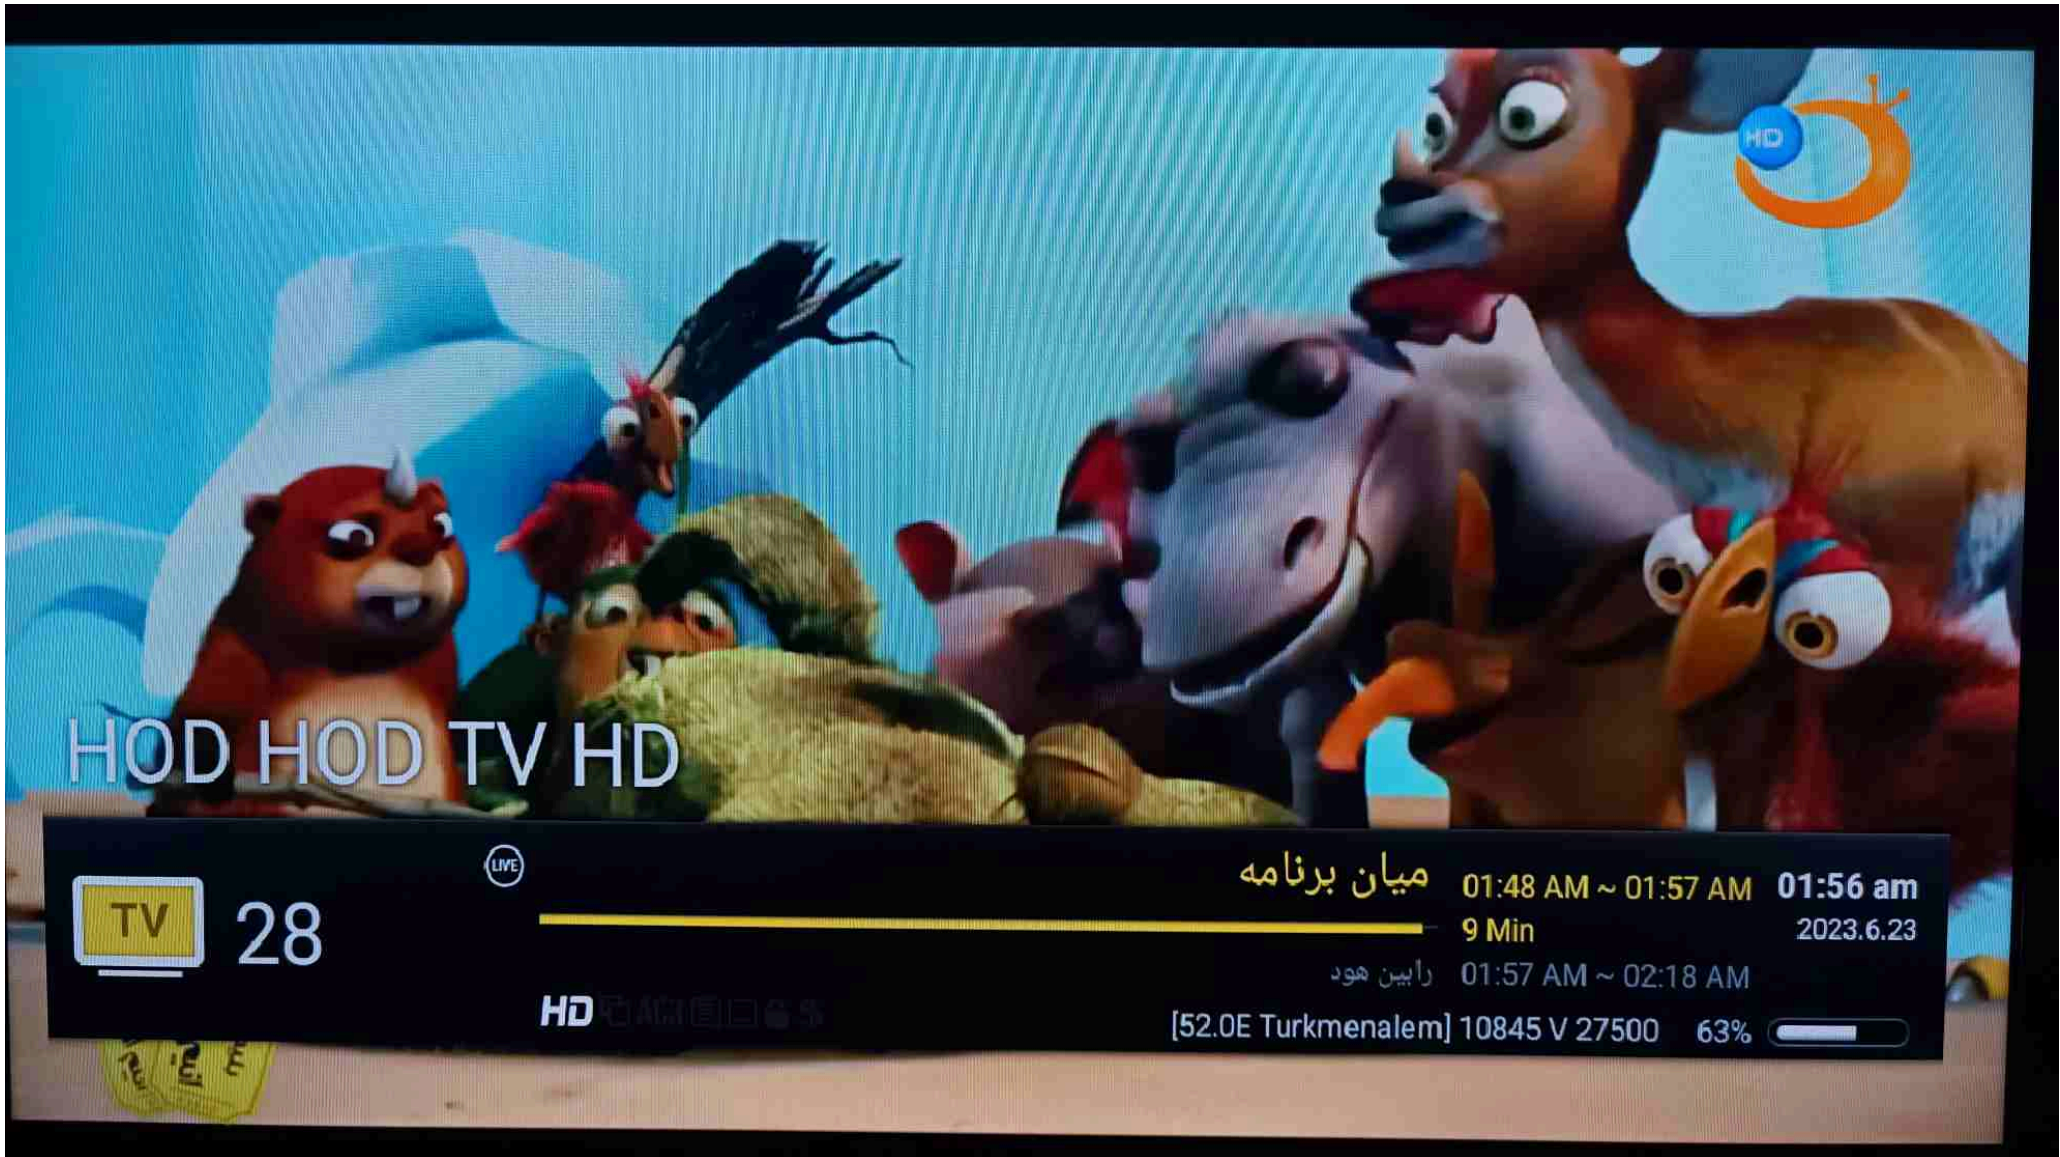 HD
HOD HOD TV HD
LIVE
TV
28
میان برنامه 01:48 AM ~ 01:57 AM 01:56 am
9 Min 2023.6.23
رابین هود 01:57 AM ~ 02:18 AM
HD
[52.0E Turkmenalem] 10845 V 27500 63%